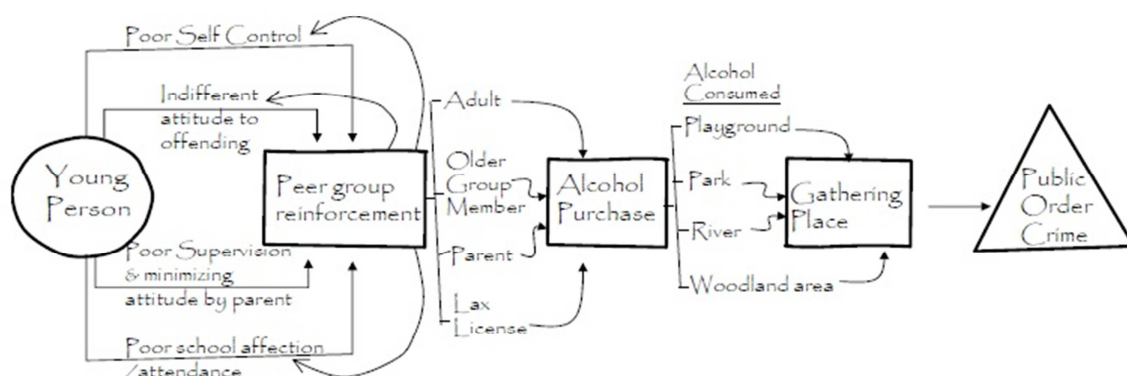 Poor Self Control
Indifferent
attitude to
offending
Young
Person
Poor Supervision
& minimizing
attitude by parent
Poor school affection
/attendance
Peer group
reinforcement
Adult
Older
Group
Member
Parent
Lax
License
Alcohol
Purchase
Alcohol
Consumed
Playground
Park
River
Woodland area
Gathering
Place
Public
Order
Crime